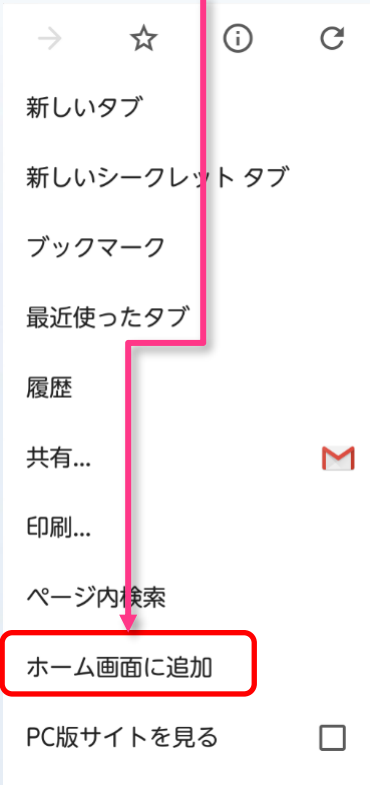 新しいタブ
新しいシークレット タブ
ブックマーク
最近使ったタブ
履歴
共有...
印刷...
ページ内検索
ホーム画面に追加
PC版サイトを見る